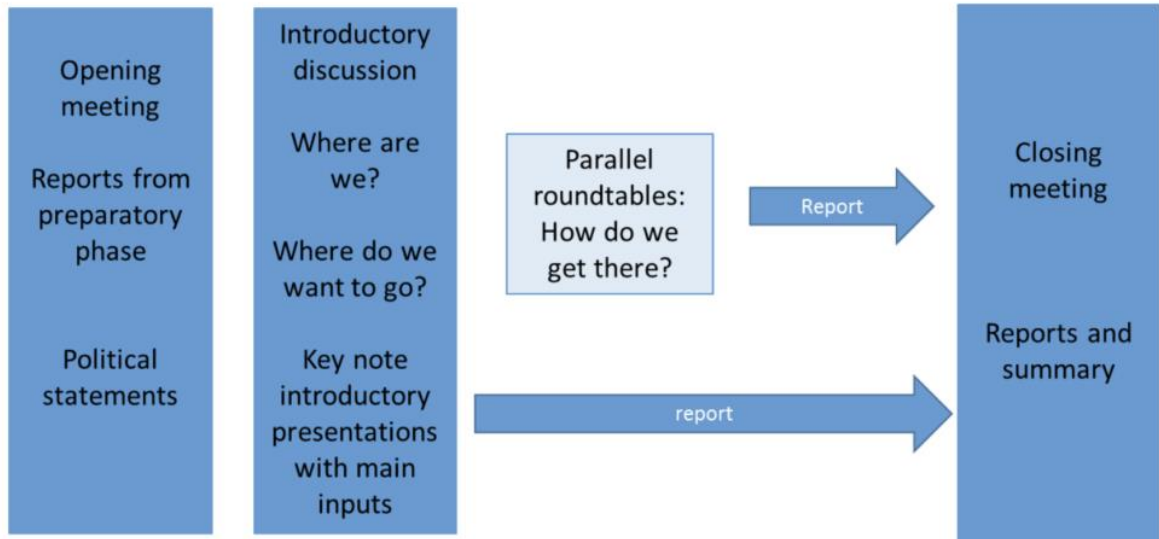 Opening
meeting
Reports from
preparatory
phase
Political
statements
Introductory
discussion
Where are
we?
Where do we
want to go?
Key note
introductory
presentations
with main
inputs
Parallel
roundtables:
How do we
get there?
Report
report
Closing
meeting
Reports and
summary